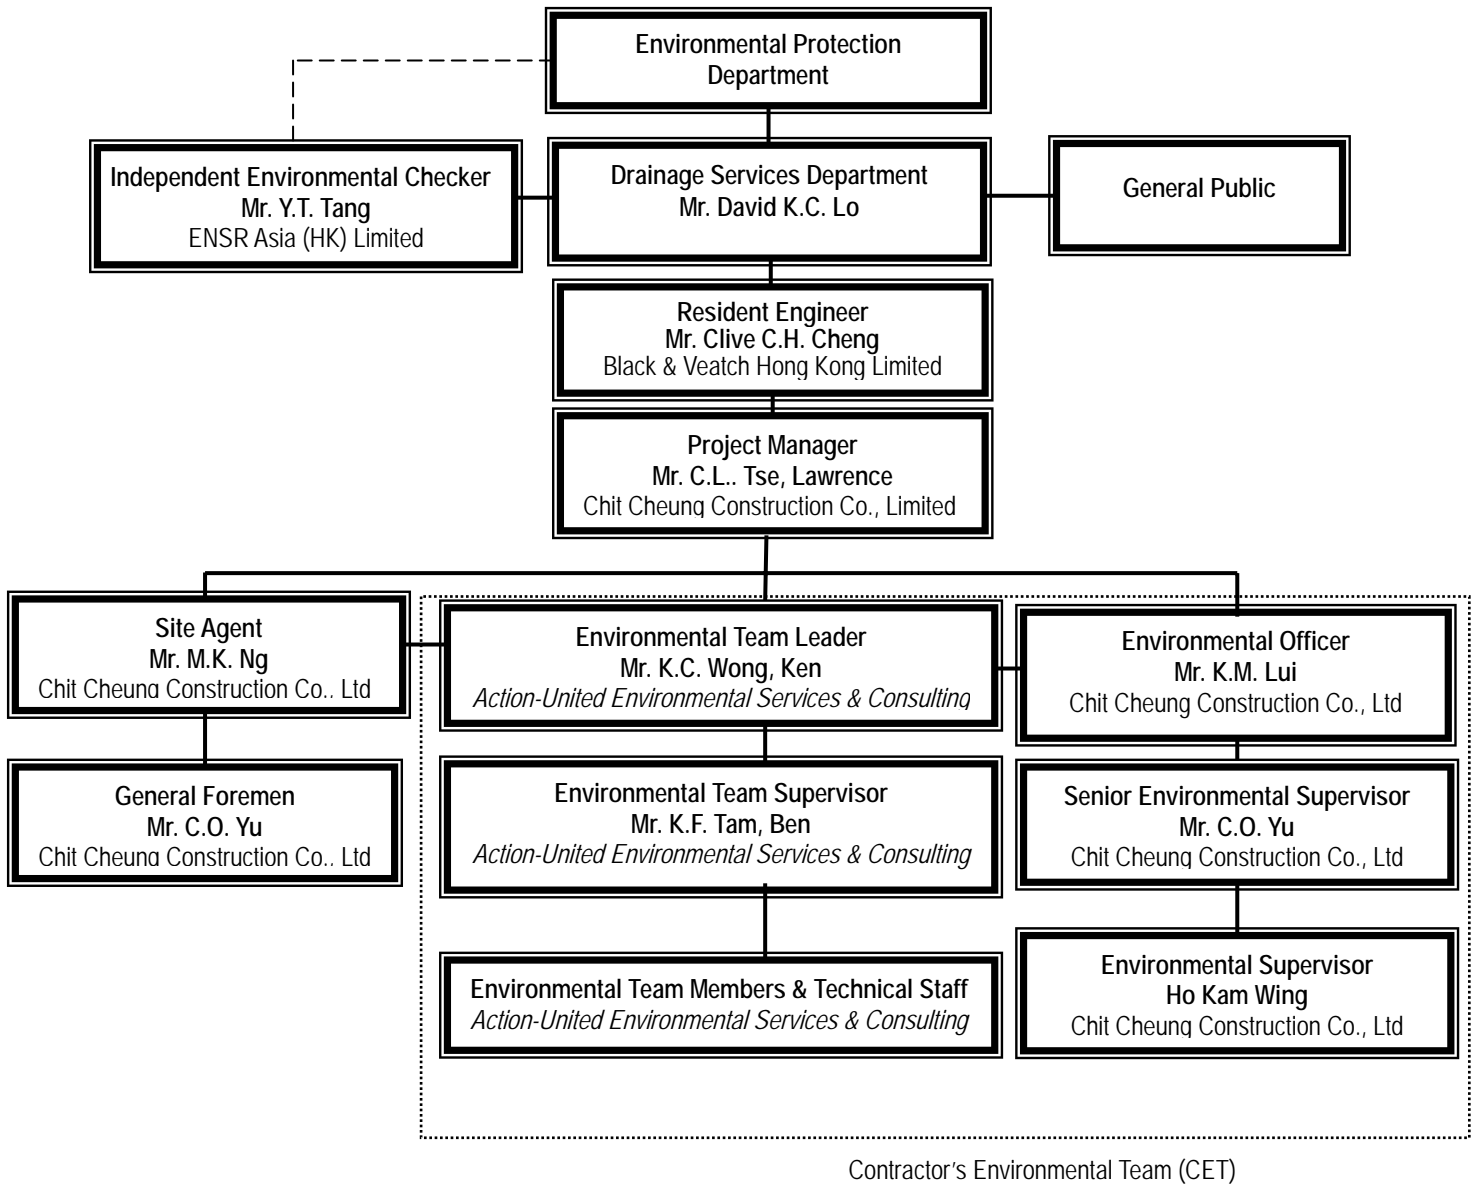 Environmental Protection
Department
Independent Environmental Checker
Mr. Y.T. Tang
ENSR Asia (HK) Limited
Drainage Services Department
Mr. David K.C. Lo
General Public
Resident Engineer
Mr. Clive C.H. Cheng
Black & Veatch Hong Kong Limited
Project Manager
Mr. C.L.. Tse, Lawrence
Chit Cheung Construction Co., Limited
Site Agent
Mr. M.K. Ng
Chit Cheung Construction Co., Ltd
Environmental Team Leader
Mr. K.C. Wong, Ken
Action-United Environmental Services & Consulting
Environmental Officer
Mr. K.M. Lui
Chit Cheung Construction Co., Ltd
General Foremen
Mr. C.O. Yu
Chit Cheung Construction Co., Ltd
Environmental Team Supervisor
Mr. K.F. Tam, Ben
Action-United Environmental Services & Consulting
Senior Environmental Supervisor
Mr. C.O. Yu
Chit Cheung Construction Co., Ltd
Environmental Team Members & Technical Staff
Action-United Environmental Services & Consulting
Environmental Supervisor
Ho Kam Wing
Chit Cheung Construction Co., Ltd
Contractor's Environmental Team (CET)